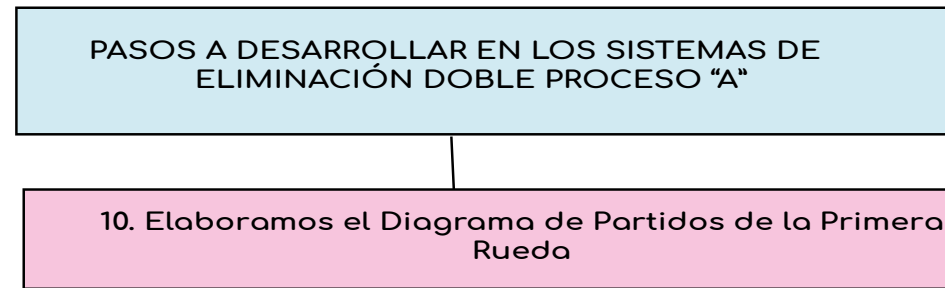 PASOS A DESARROLLAR EN LOS SISTEMAS DE
ELIMINACIÓN DOBLE PROCESO “A”
10. Elaboramos el Diagrama de Partidos de la Primera
Rueda